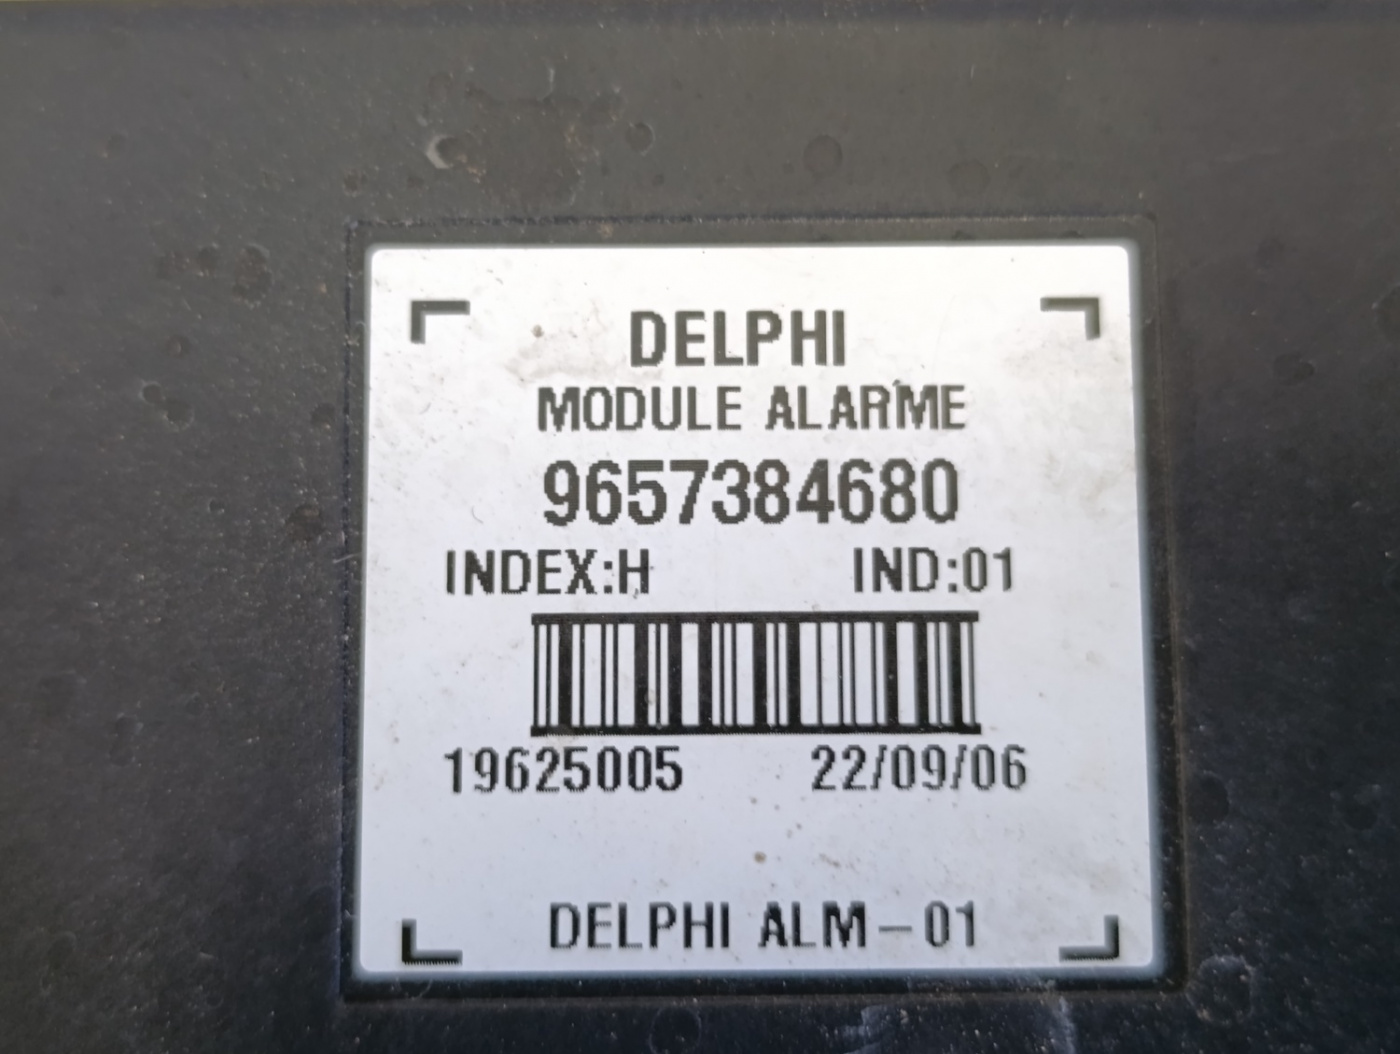 DELPHI
MODULE ALARME
9657384680
INDEX:H IND:01
19625005 22/09/06
DELPHI ALM-01